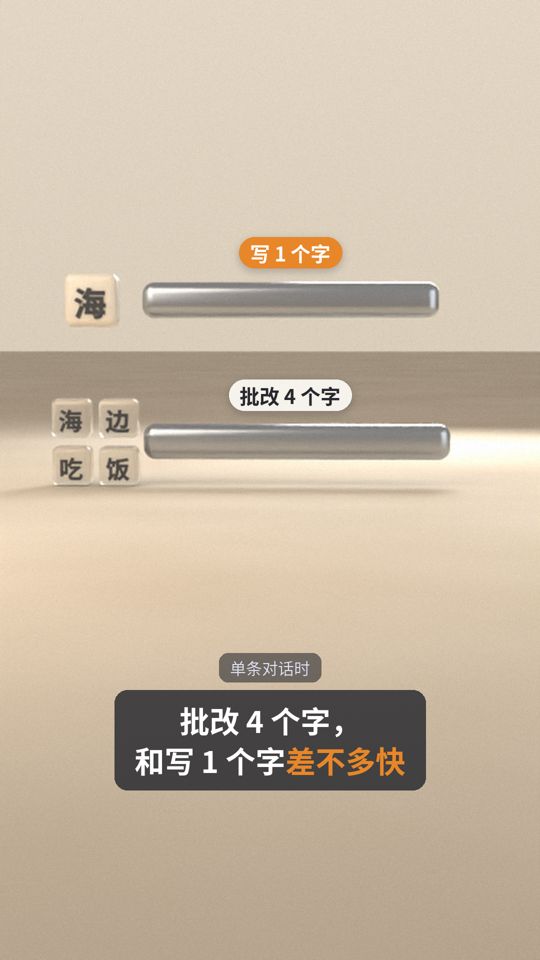 写 1 个字
海
批改 4 个字
海 边
吃 饭
单条对话时
批改 4 个字，
和写 1 个字差不多快